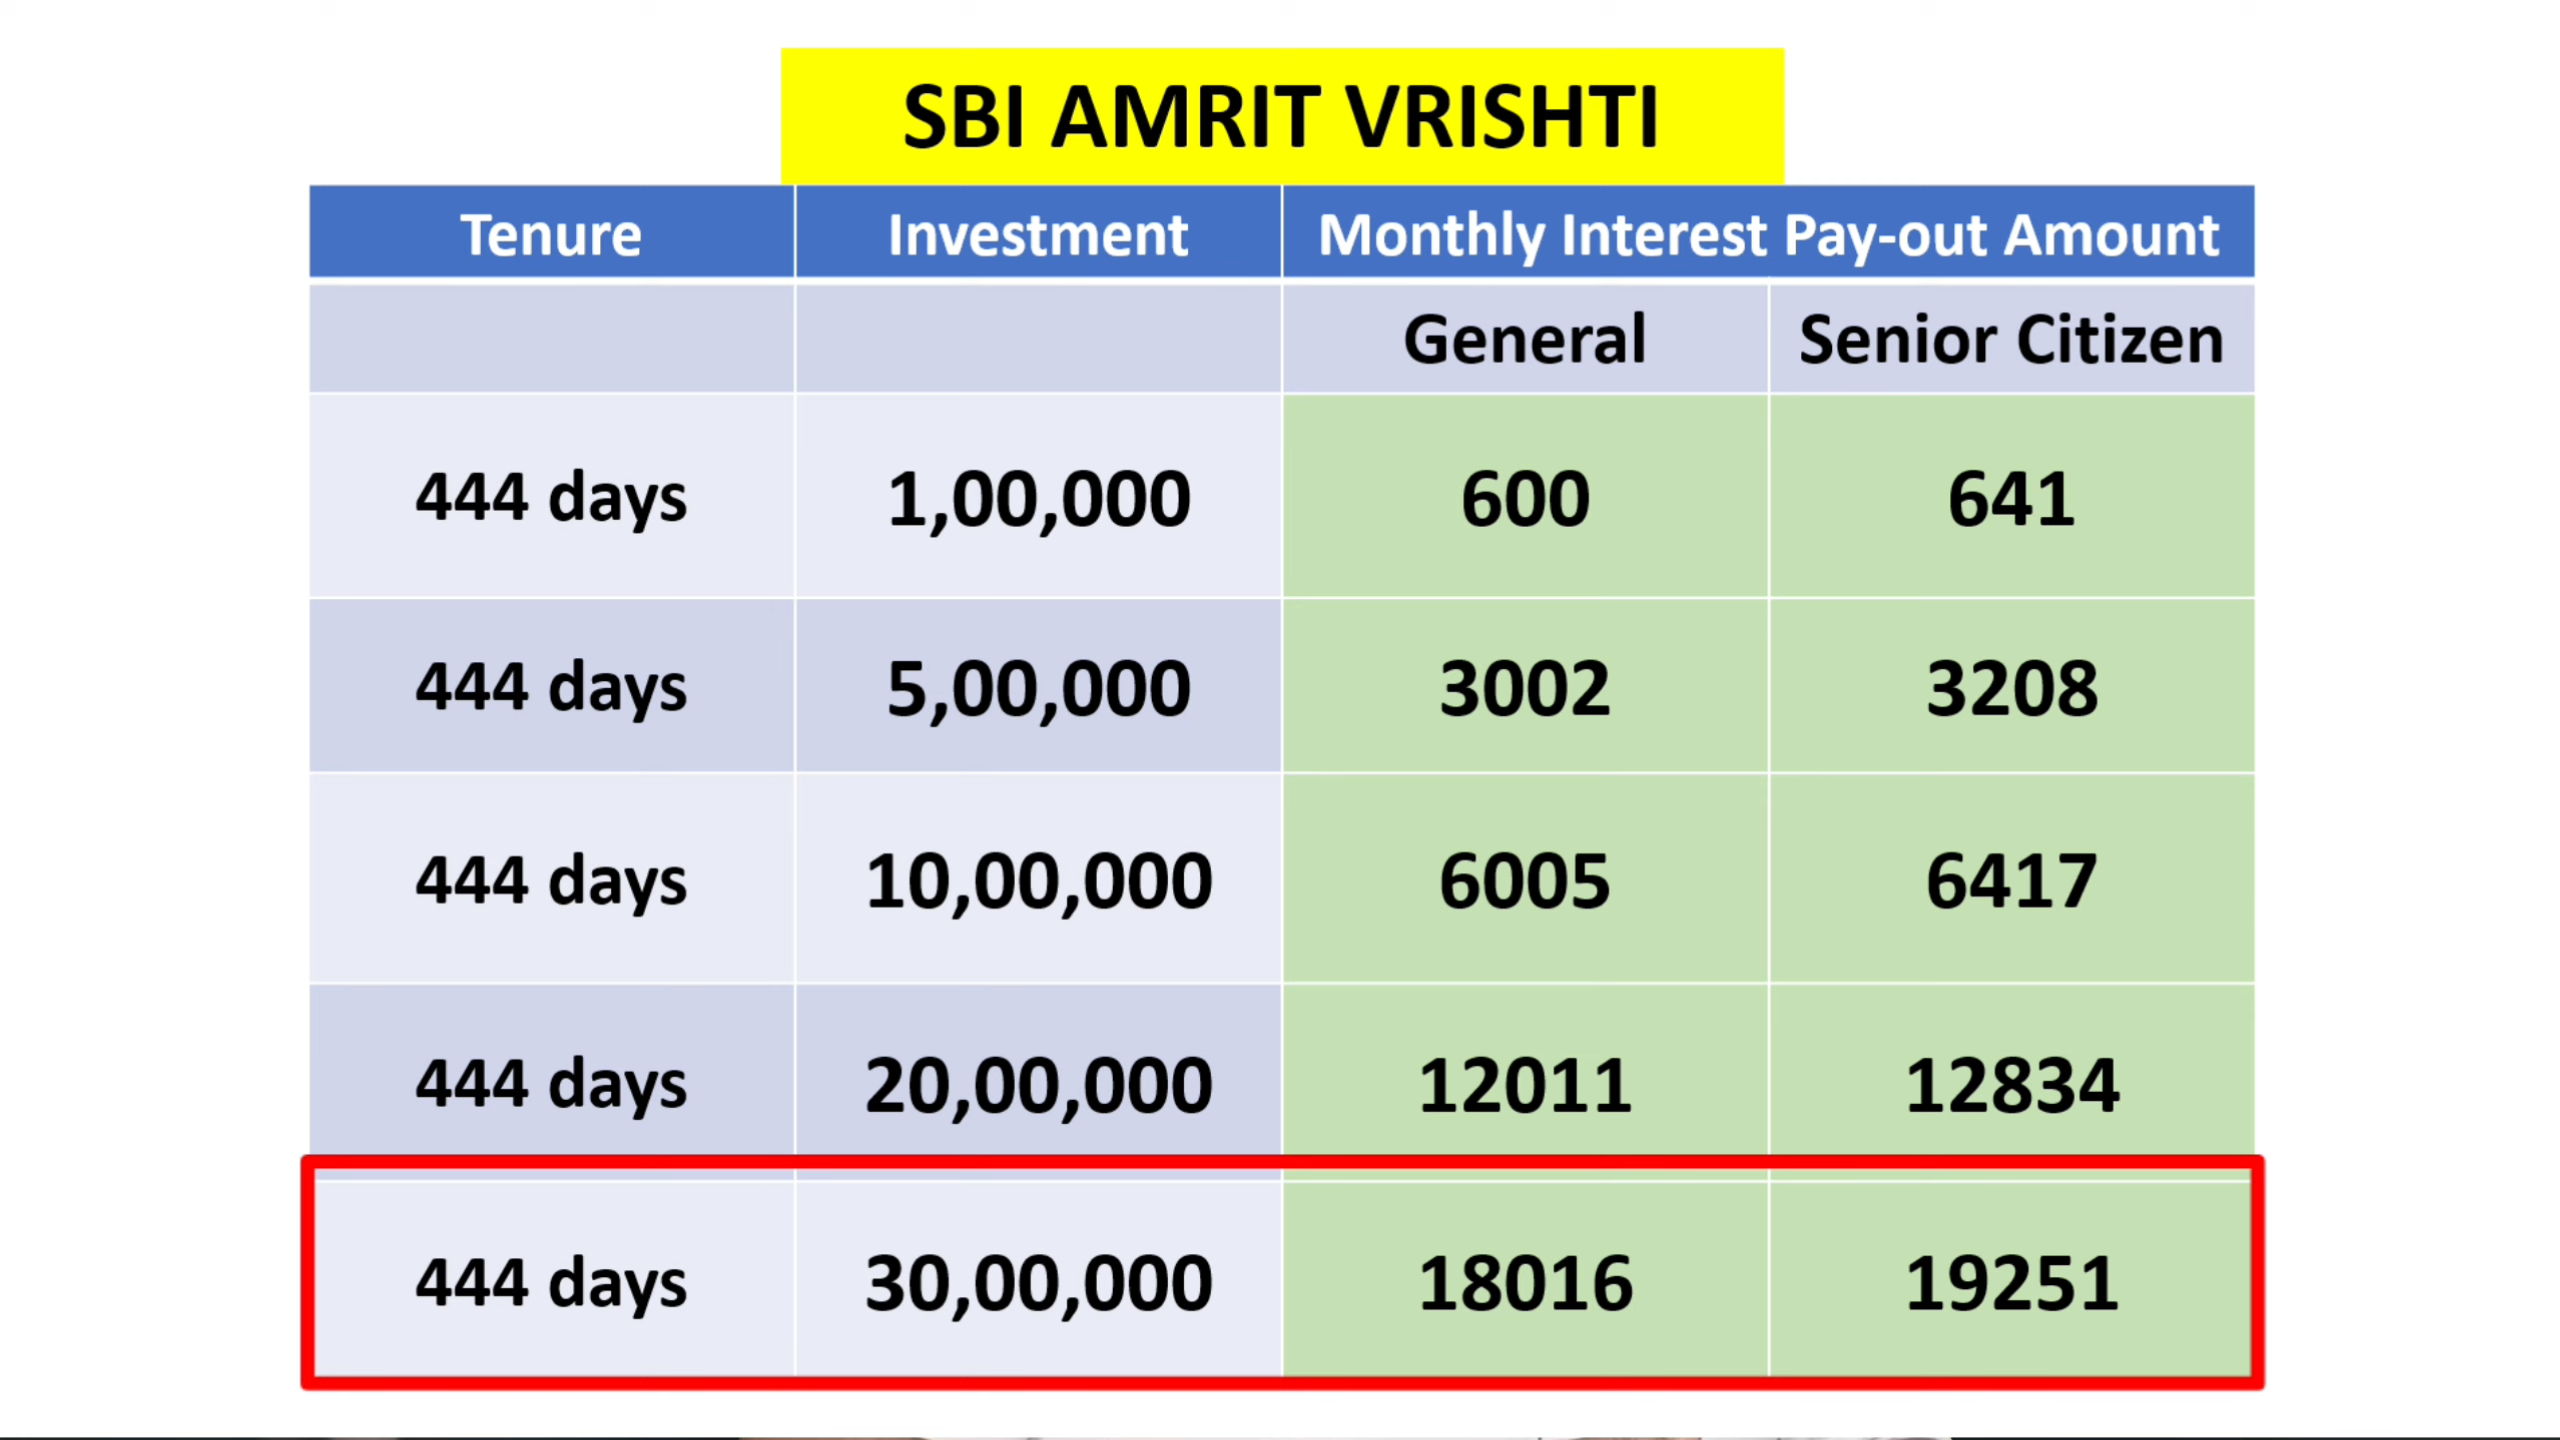 SBI AMRIT VRISHTI
Tenure Investment Monthly Interest Pay-out Amount
General Senior Citizen
444 days 1,00,000 600 641
444 days 5,00,000 3002 3208
444 days 10,00,000 6005 6417
444 days 20,00,000 12011 12834
444 days 30,00,000 18016 19251